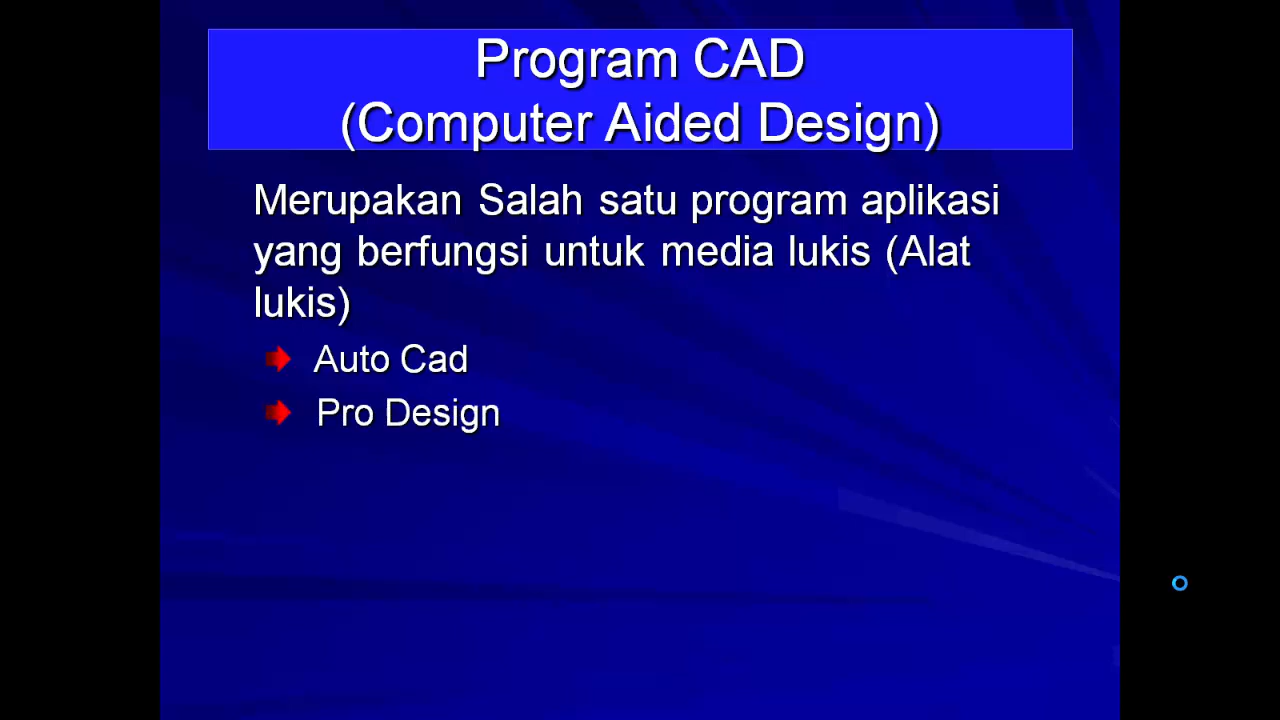 Program CAD
(Computer Aided Design)
Merupakan Salah satu program aplikasi
yang berfungsi untuk media lukis (Alat
lukis)
Auto Cad
Pro Design